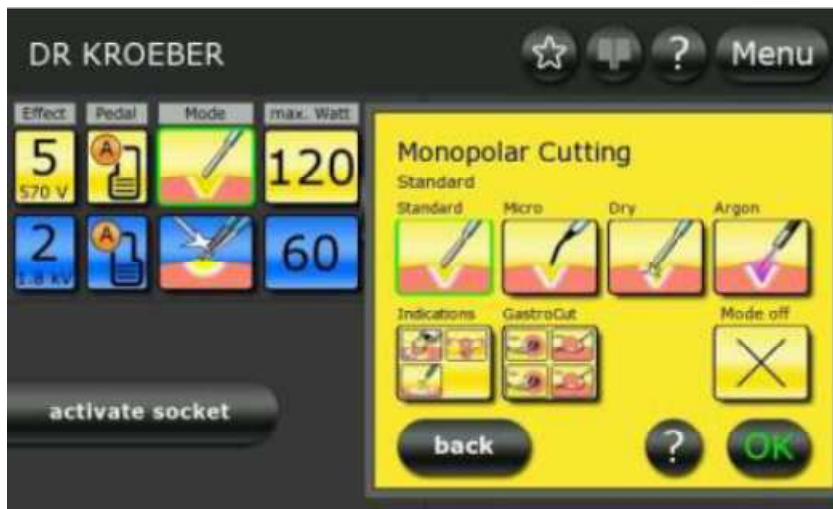 DR KROEBER
? Menu
Effect Pedal Mode max. Watt
5 A 120
570 V
2 A 60
1.8 kV
activate socket
Monopolar Cutting
Standard
Standard Micro Dry Argon
Indications GastroCut Mode off
back ? OK